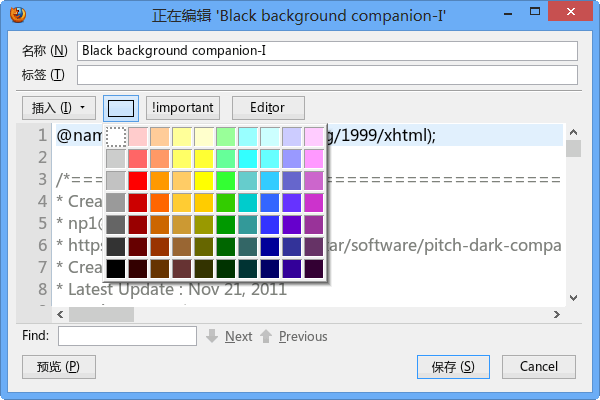 正在编辑 'Black background companion-I'
名称 (N) Black background companion-I
标签 (T)
插入 (I) !important Editor
1 @nam g/1999/xhtml);
2
3 /*=
4 * Crea
5 * np1@
6 * https ar/software/pitch-dark-compa
7 * Crea
8 * Latest Update : Nov 21, 2011
Find: Next Previous
预览 (P) 保存 (S) Cancel